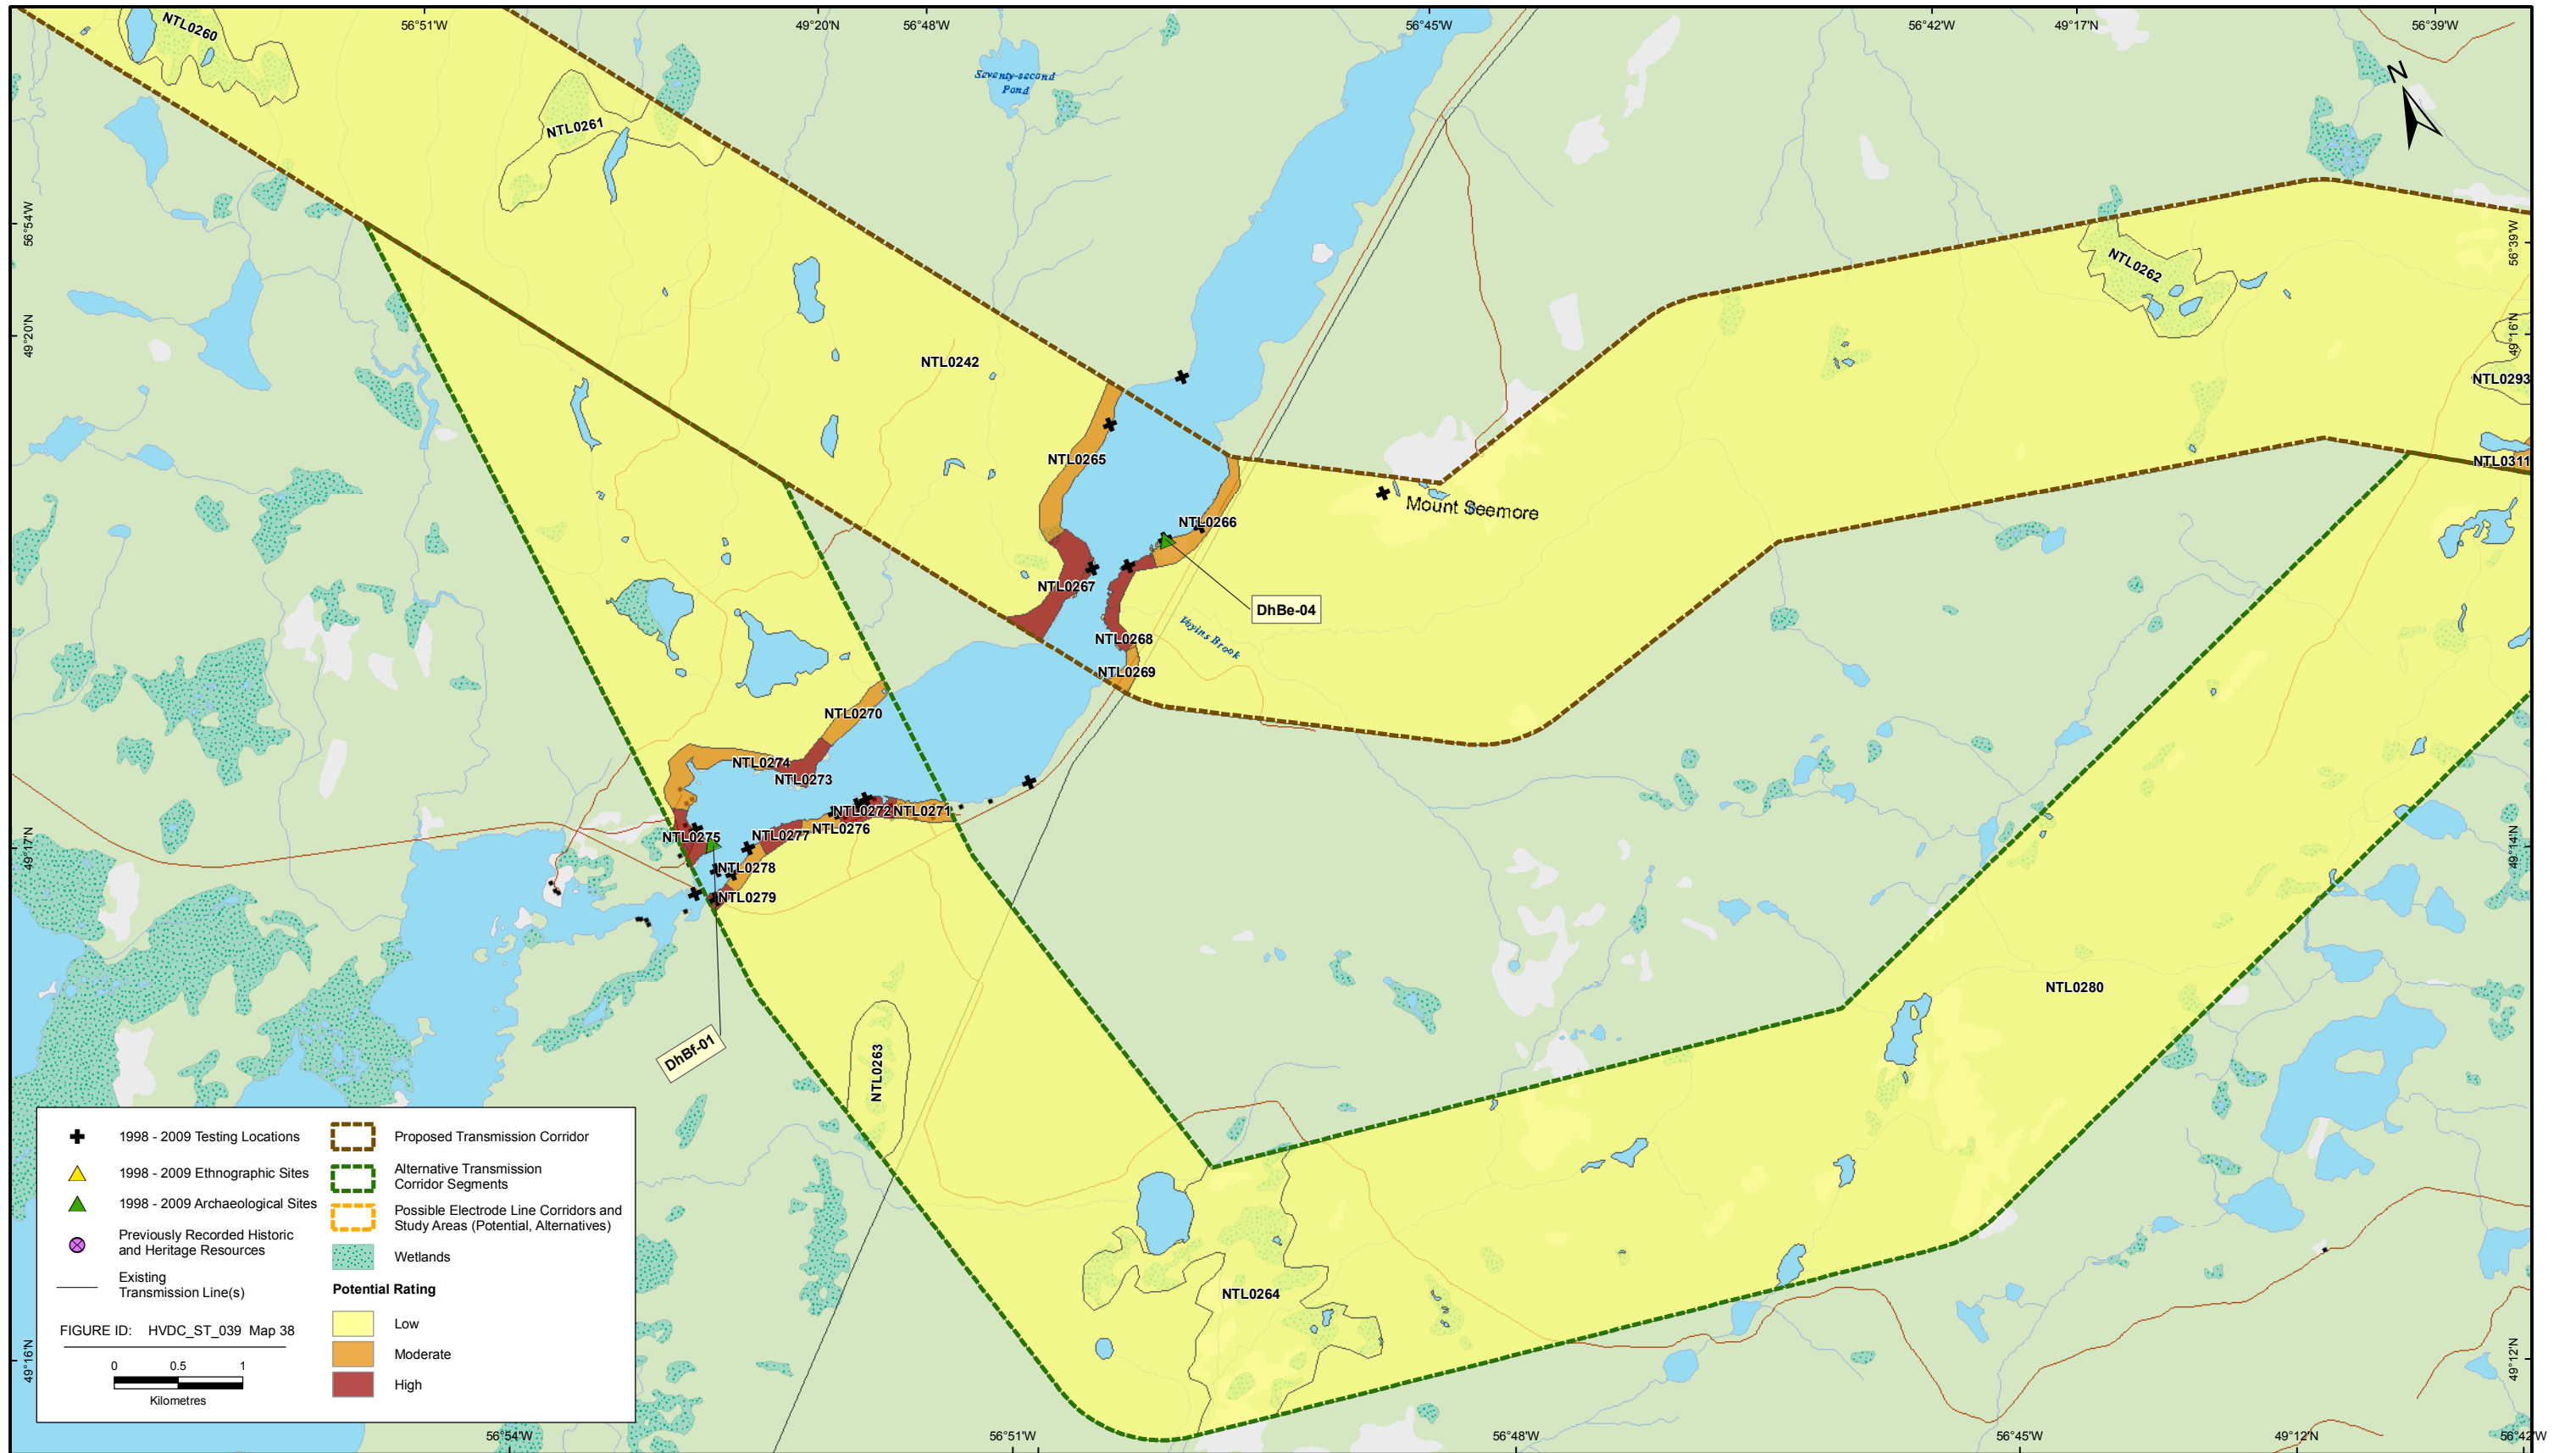 56°51'W
49°20'N
56°48'W
56°45'W
56°42'W
49°17'N
56°39'W
NTL0260
Seventy-second
Pond
N
NTL0261
56°54'W
56°39'W
NTL0262
49°20'N
49°16'N
NTL0242
NTL0293
NTL0265
NTL0311
Mount Seemore
NTL0266
NTL0267
DhBe-04
NTL0268
Voyins Brook
NTL0269
NTL0270
NTL0274
NTL0273
NTL0272
NTL0271
NTL0276
NTL0275
NTL0277
49°17'N
49°14'N
NTL0278
NTL0279
NTL0280
DhBf-01
NTL0263
NTL0264
1998 - 2009 Testing Locations
1998 - 2009 Ethnographic Sites
1998 - 2009 Archaeological Sites
Previously Recorded Historic
and Heritage Resources
Existing
Transmission Line(s)
FIGURE ID: HVDC_ST_039 Map 38
0 0.5 1
Kilometres
Proposed Transmission Corridor
Alternative Transmission
Corridor Segments
Possible Electrode Line Corridors and
Study Areas (Potential, Alternatives)
Wetlands
Potential Rating
Low
Moderate
High
49°16'N
49°12'N
56°54'W
56°51'W
56°48'W
56°45'W
49°12'N
56°42'W